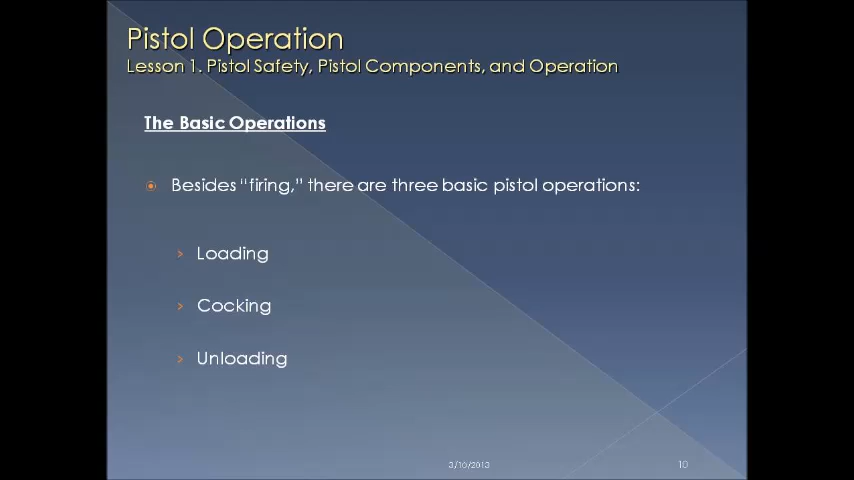 Pistol Operation
Lesson 1. Pistol Safety, Pistol Components, and Operation
The Basic Operations
Besides “firing,” there are three basic pistol operations:
Loading
Cocking
Unloading
3/10/2013
10